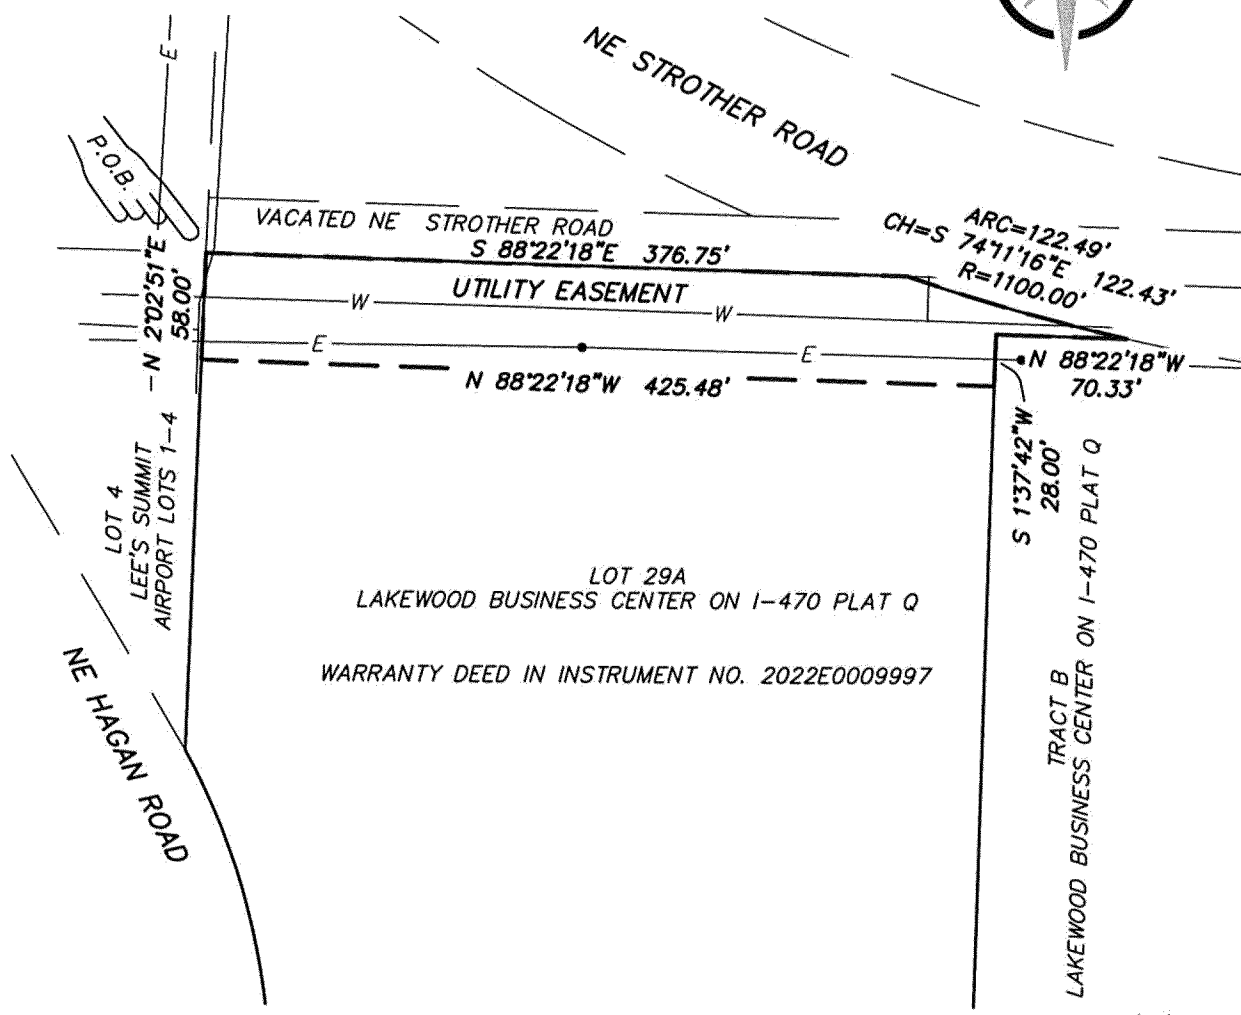 NE STROTHER ROAD
E
P.O.B.
VACATED NE STROTHER ROAD
S 88°22'18"E 376.75'
ARC=122.49'
CH=S 74°11'16"E 122.43'
R=1100.00'
UTILITY EASEMENT
W
W
N 2°02'51"E
58.00'
E
E
N 88°22'18"W
70.33'
N 88°22'18"W 425.48'
S 1°37'42"W
28.00'
LOT 4
LEE'S SUMMIT
AIRPORT LOTS 1-4
LOT 29A
LAKEWOOD BUSINESS CENTER ON I-470 PLAT Q
WARRANTY DEED IN INSTRUMENT NO. 2022E0009997
NE HAGAN ROAD
TRACT B
LAKEWOOD BUSINESS CENTER ON I-470 PLAT Q